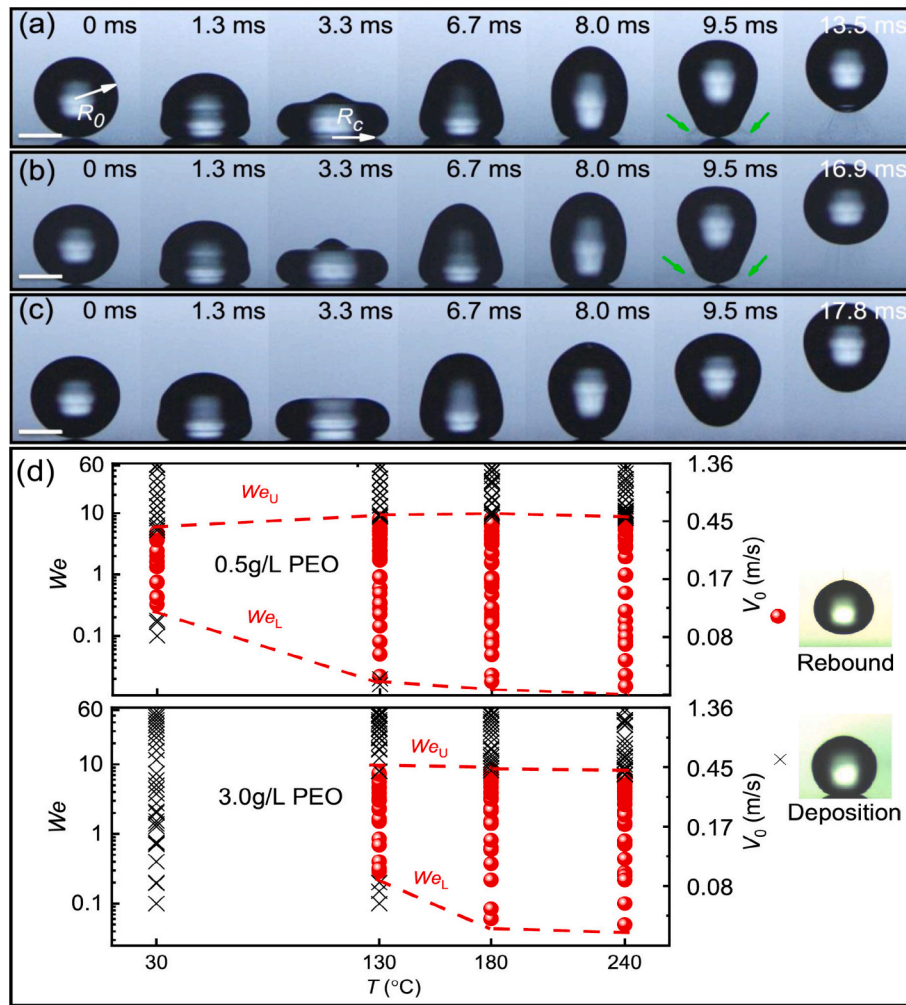 (a) 0 ms 1.3 ms 3.3 ms 6.7 ms 8.0 ms 9.5 ms 13.5 ms
R0 Rc
(b) 0 ms 1.3 ms 3.3 ms 6.7 ms 8.0 ms 9.5 ms 16.9 ms
(c) 0 ms 1.3 ms 3.3 ms 6.7 ms 8.0 ms 9.5 ms 17.8 ms
(d)
60 1.36
WeU
10 0.45
We 0.5g/L PEO V0 (m/s)
1 0.17
WeL
0.1 0.08
Rebound
60 1.36
WeU
10 0.45
We 3.0g/L PEO V0 (m/s)
Deposition
1 0.17
WeL
0.1 0.08
30 130 180 240
T (°C)